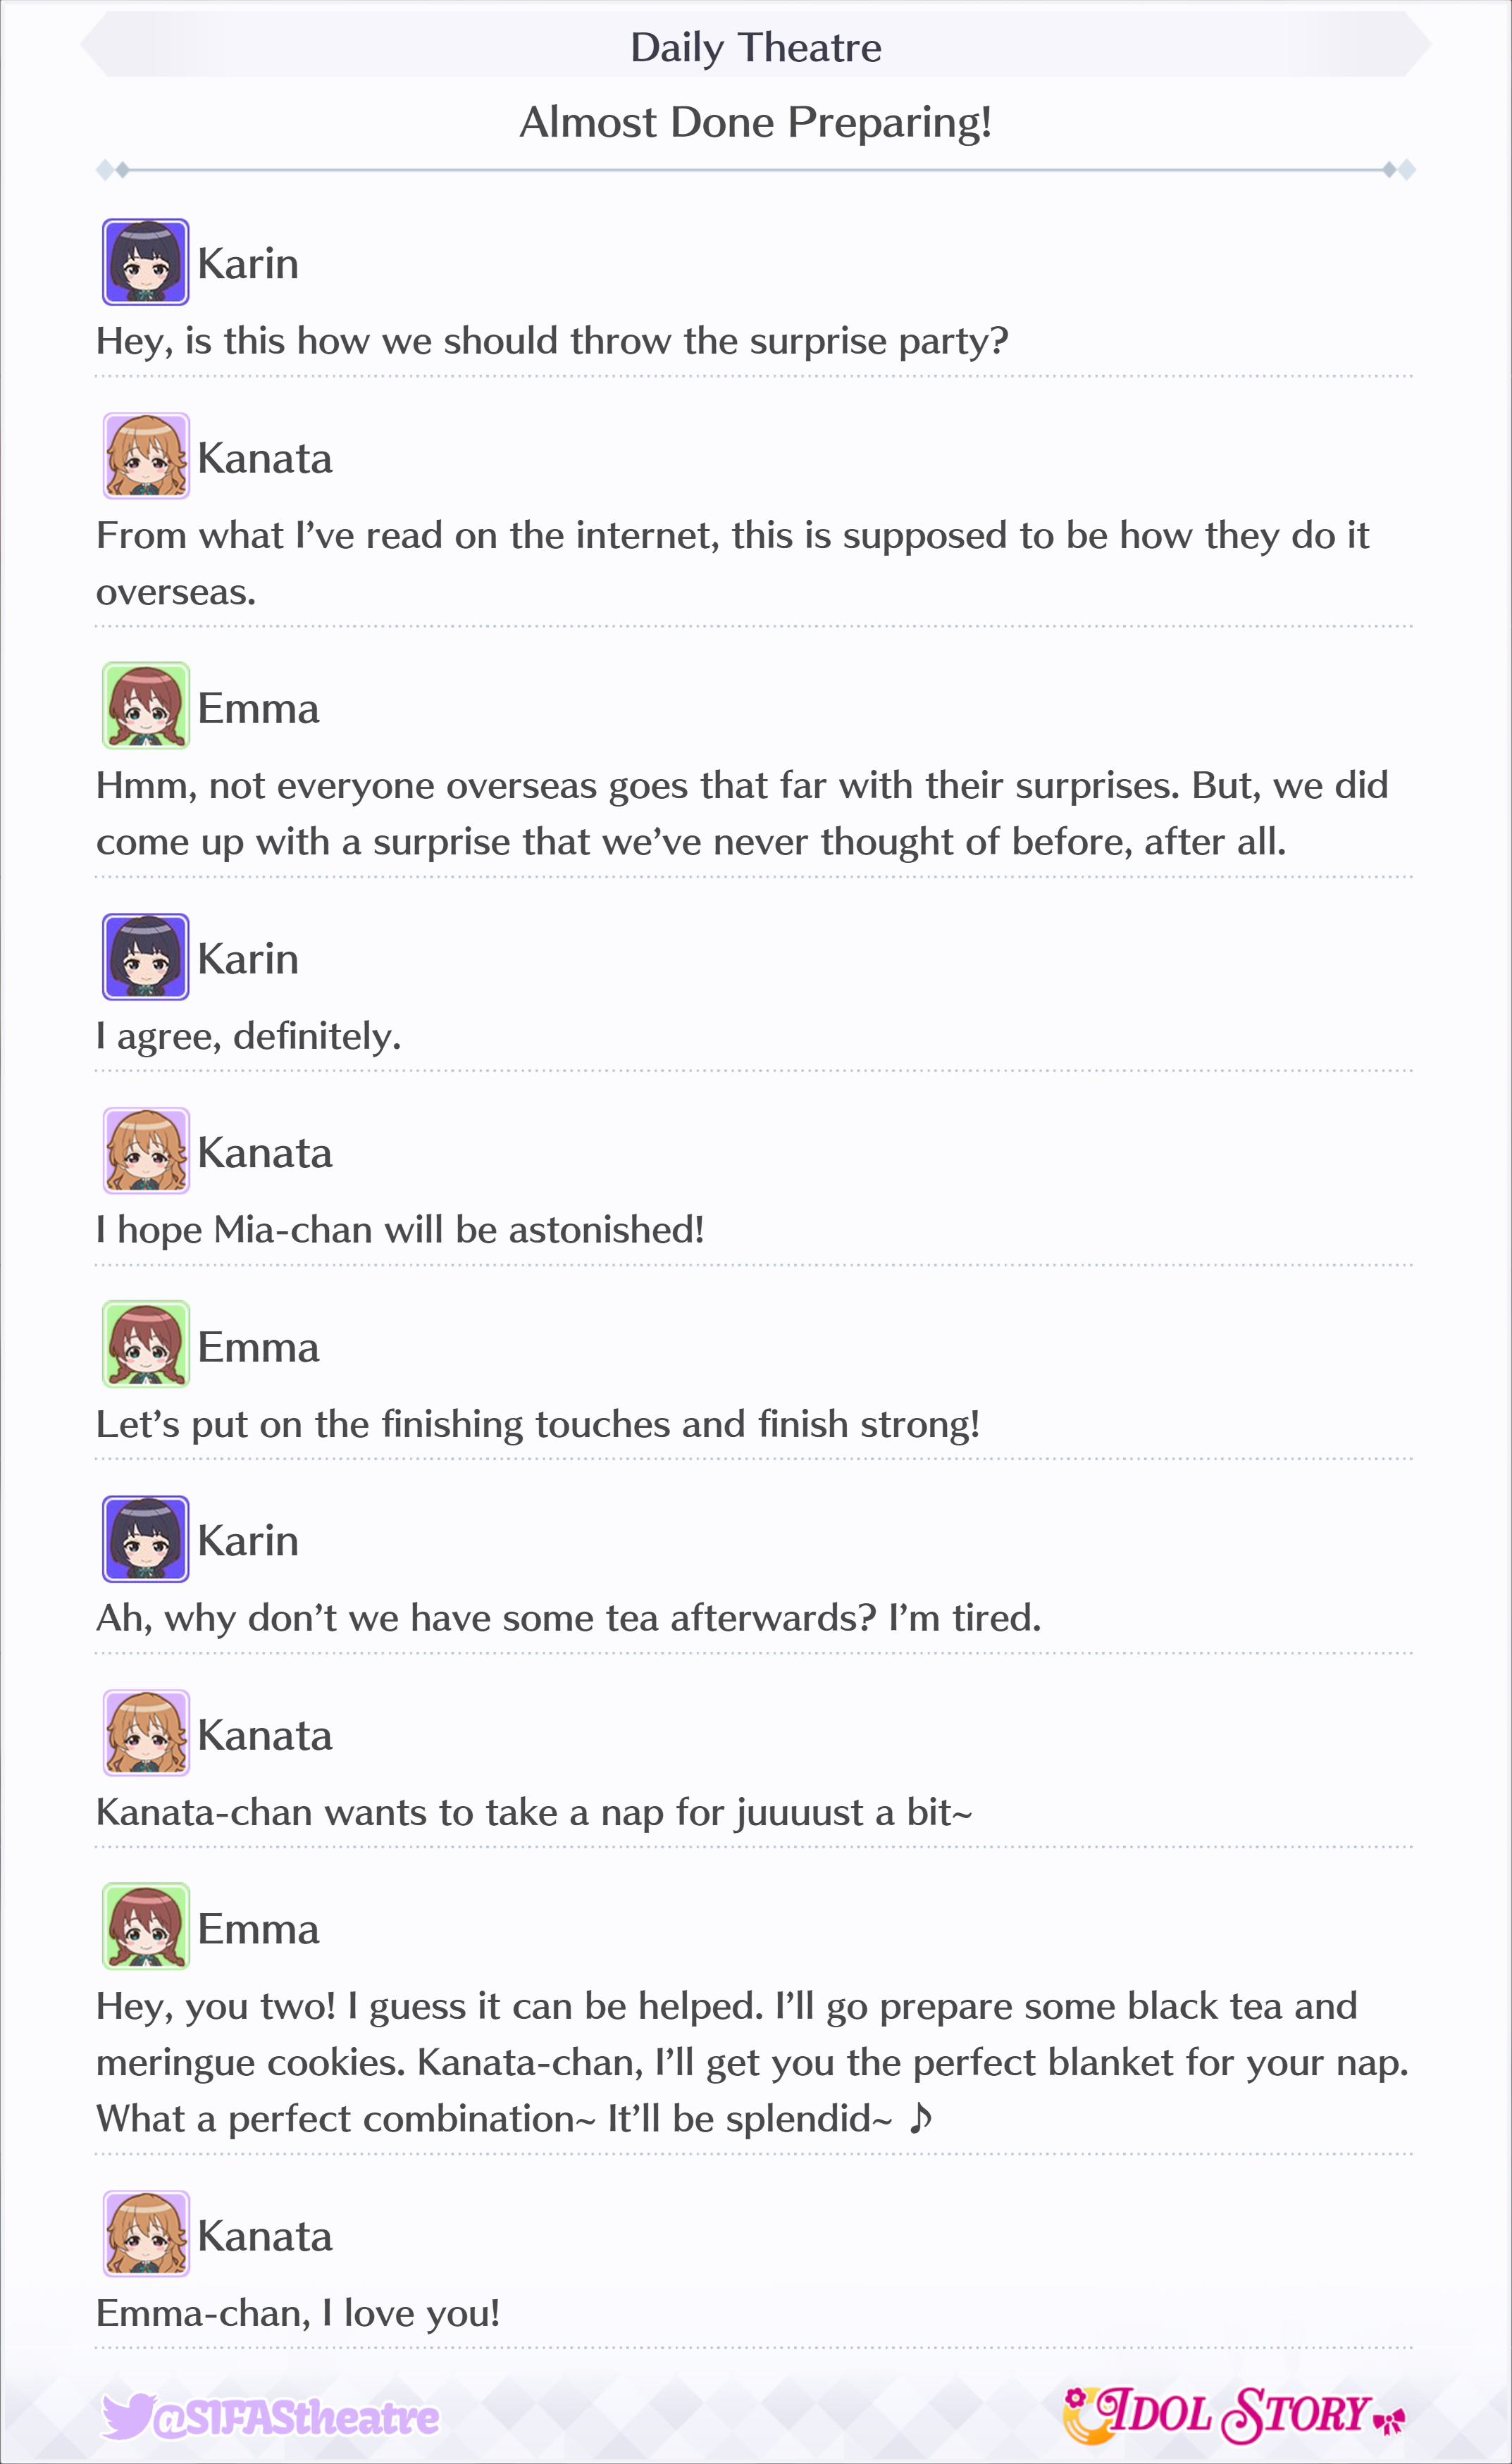 Daily Theatre
Almost Done Preparing!
Karin
Hey, is this how we should throw the surprise party?
Kanata
From what I’ve read on the internet, this is supposed to be how they do it
overseas.
Emma
Hmm, not everyone overseas goes that far with their surprises. But, we did
come up with a surprise that we’ve never thought of before, after all.
Karin
I agree, definitely.
Kanata
I hope Mia-chan will be astonished!
Emma
Let’s put on the finishing touches and finish strong!
Karin
Ah, why don’t we have some tea afterwards? I’m tired.
Kanata
Kanata-chan wants to take a nap for juuuust a bit~
Emma
Hey, you two! I guess it can be helped. I’ll go prepare some black tea and
meringue cookies. Kanata-chan, I’ll get you the perfect blanket for your nap.
What a perfect combination~ It’ll be splendid~ ♪
Kanata
Emma-chan, I love you!
@SIFAStheatre
IDOL STORY